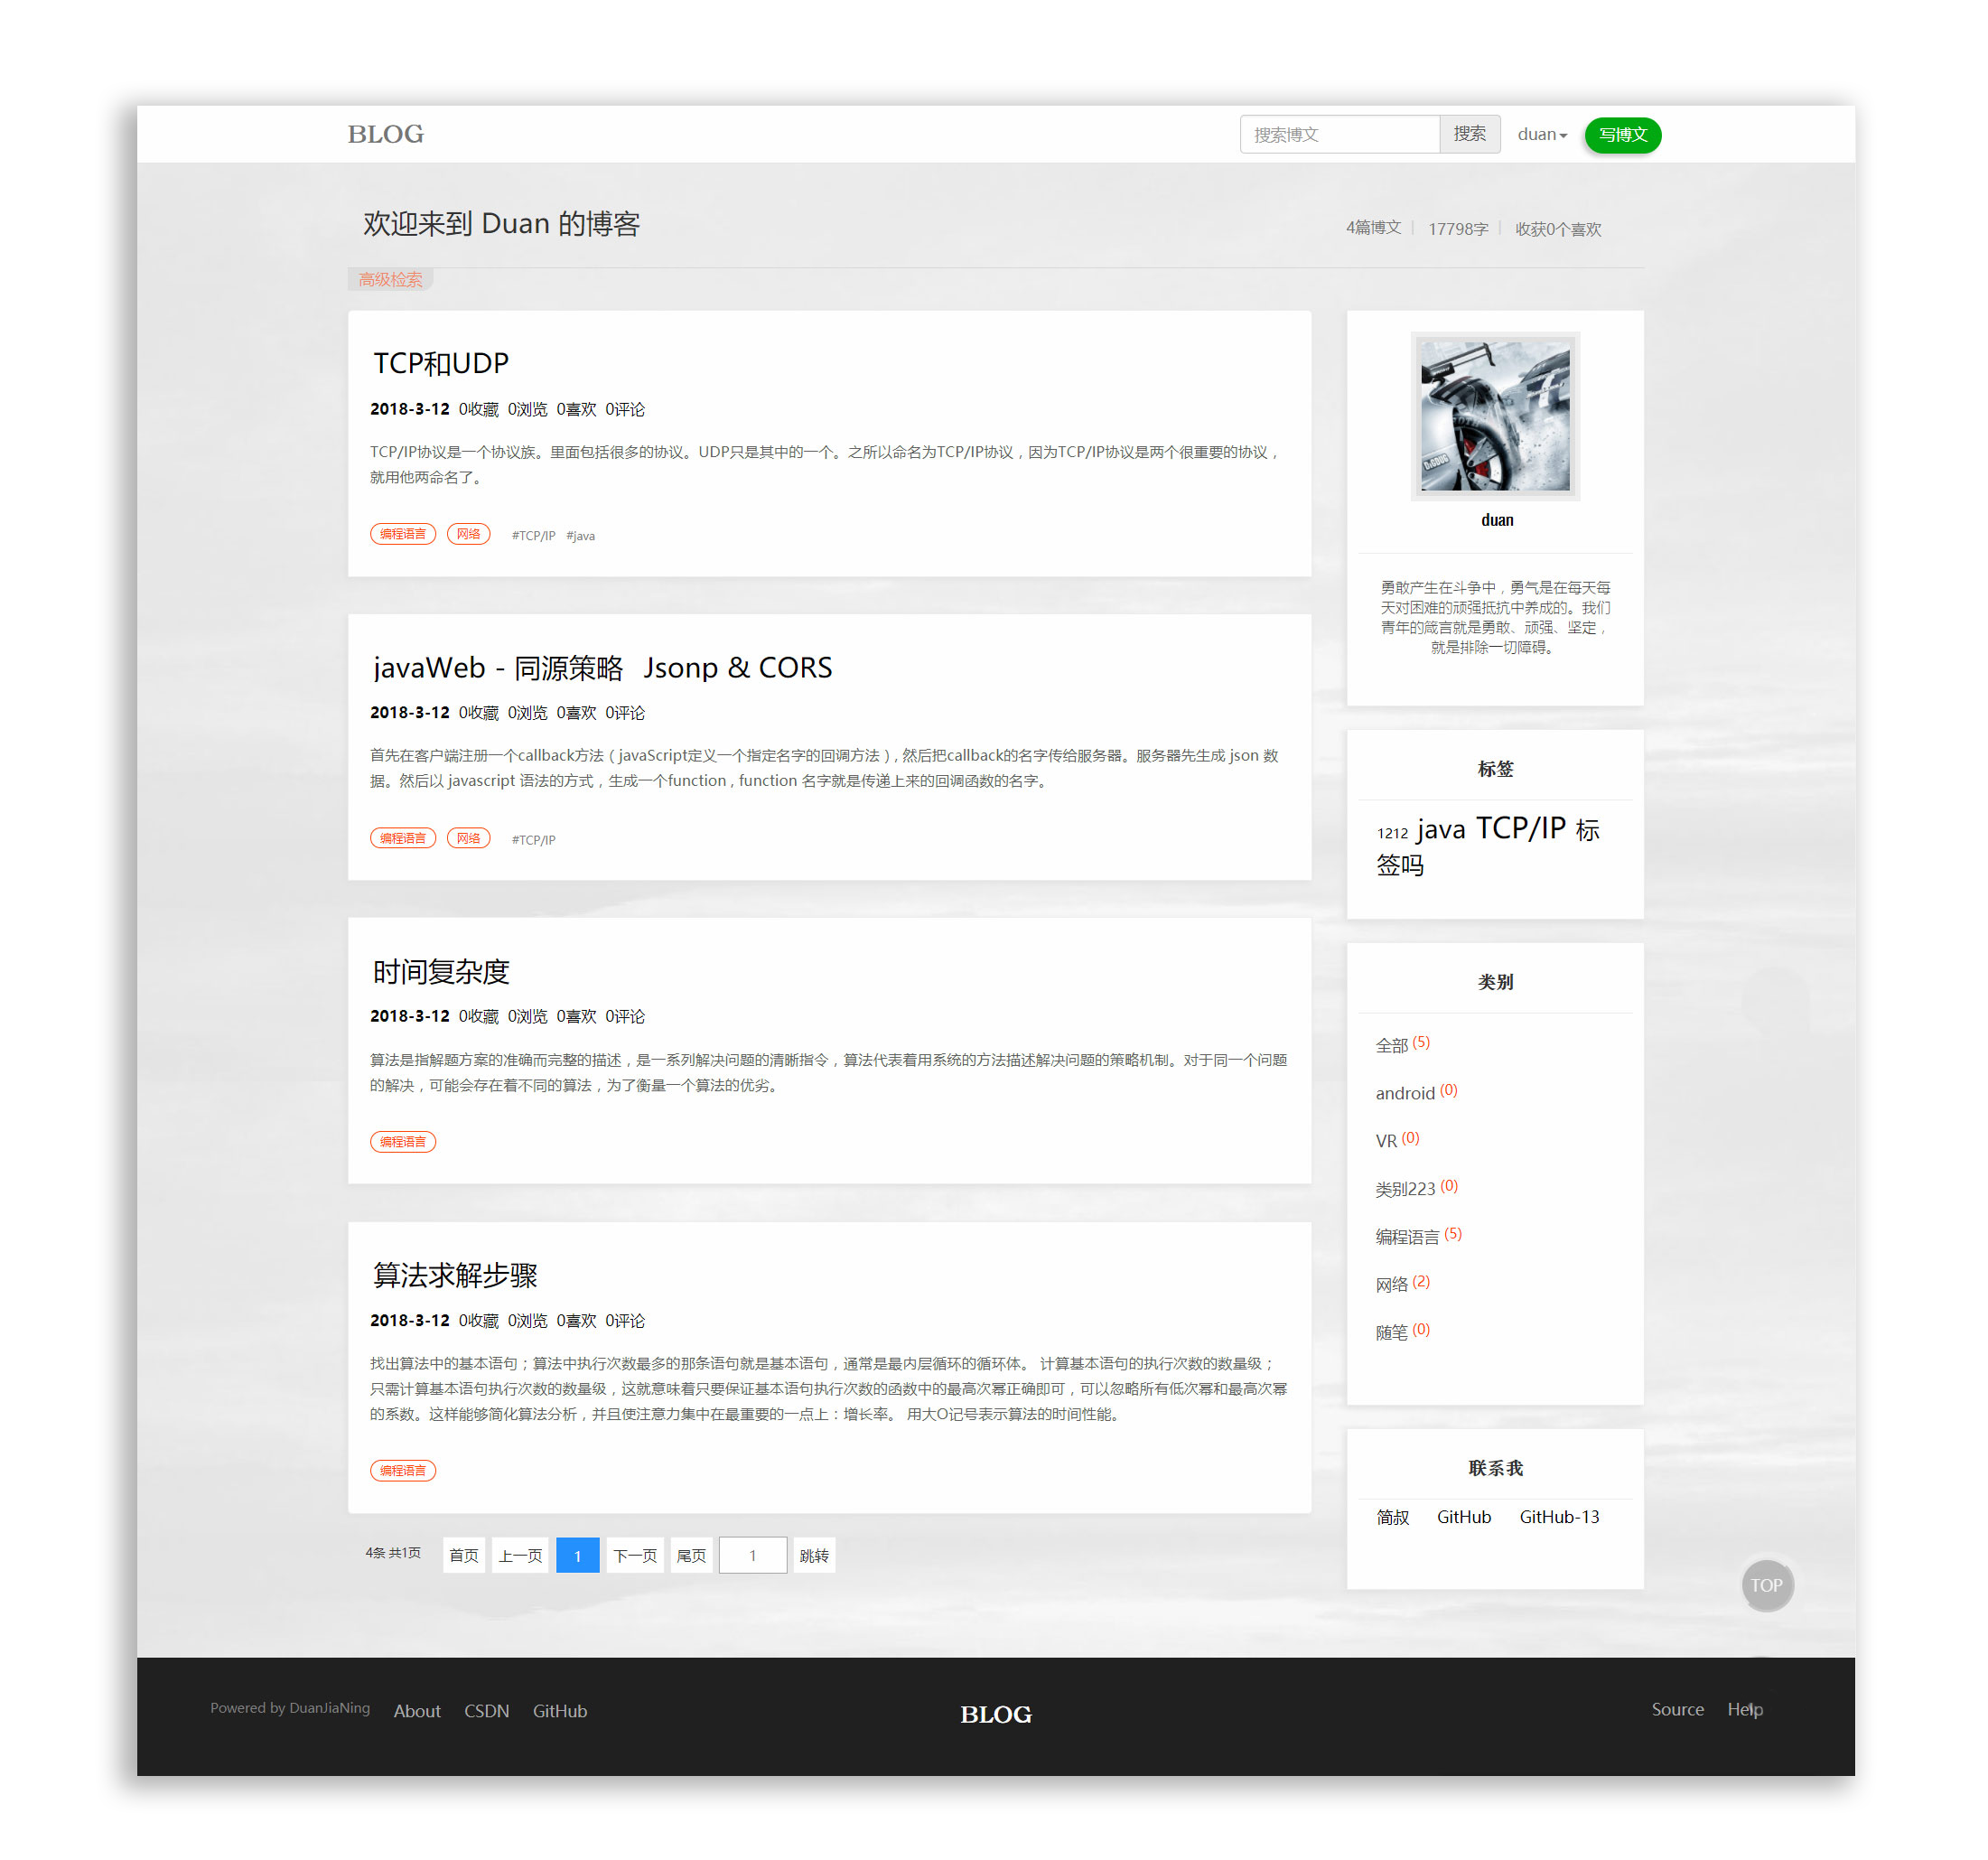 BLOG
搜索博文 搜索 duan 写博文
欢迎来到 Duan 的博客
4篇博文 17798字 收获0个喜欢
高级检索
TCP和UDP
2018-3-12 0收藏 0浏览 0喜欢 0评论
TCP/IP协议是一个协议族。里面包括很多的协议。UDP只是其中的一个。之所以命名为TCP/IP协议，因为TCP/IP协议是两个很重要的协议，
就用他两命名了。
编程语言 网络 #TCP/IP #java
javaWeb - 同源策略 Jsonp & CORS
2018-3-12 0收藏 0浏览 0喜欢 0评论
首先在客户端注册一个callback方法（javaScript定义一个指定名字的回调方法）, 然后把callback的名字传给服务器。服务器先生成 json 数
据。然后以 javascript 语法的方式，生成一个function , function 名字就是传递上来的回调函数的名字。
编程语言 网络 #TCP/IP
时间复杂度
2018-3-12 0收藏 0浏览 0喜欢 0评论
算法是指解题方案的准确而完整的描述，是一系列解决问题的清晰指令，算法代表着用系统的方法描述解决问题的策略机制。对于同一个问题
的解决，可能会存在着不同的算法，为了衡量一个算法的优劣。
编程语言
算法求解步骤
2018-3-12 0收藏 0浏览 0喜欢 0评论
找出算法中的基本语句；算法中执行次数最多的那条语句就是基本语句，通常是最内层循环的循环体。 计算基本语句的执行次数的数量级；
只需计算基本语句执行次数的数量级，这就意味着只要保证基本语句执行次数的函数中的最高次幂正确即可，可以忽略所有低次幂和最高次幂
的系数。这样能够简化算法分析，并且使注意力集中在最重要的一点上：增长率。 用大O记号表示算法的时间性能。
编程语言
4条 共1页 首页 上一页 1 下一页 尾页 1 跳转
DiCOUG
duan
勇敢产生在斗争中，勇气是在每天每
天对困难的顽强抵抗中养成的。我们
青年的箴言就是勇敢、顽强、坚定，
就是排除一切障碍。
标签
1212 java TCP/IP 标
签吗
类别
全部 (5)
android (0)
VR (0)
类别223 (0)
编程语言 (5)
网络 (2)
随笔 (0)
联系我
简叔 GitHub GitHub-13
TOP
Powered by DuanJiaNing About CSDN GitHub
BLOG
Source Help